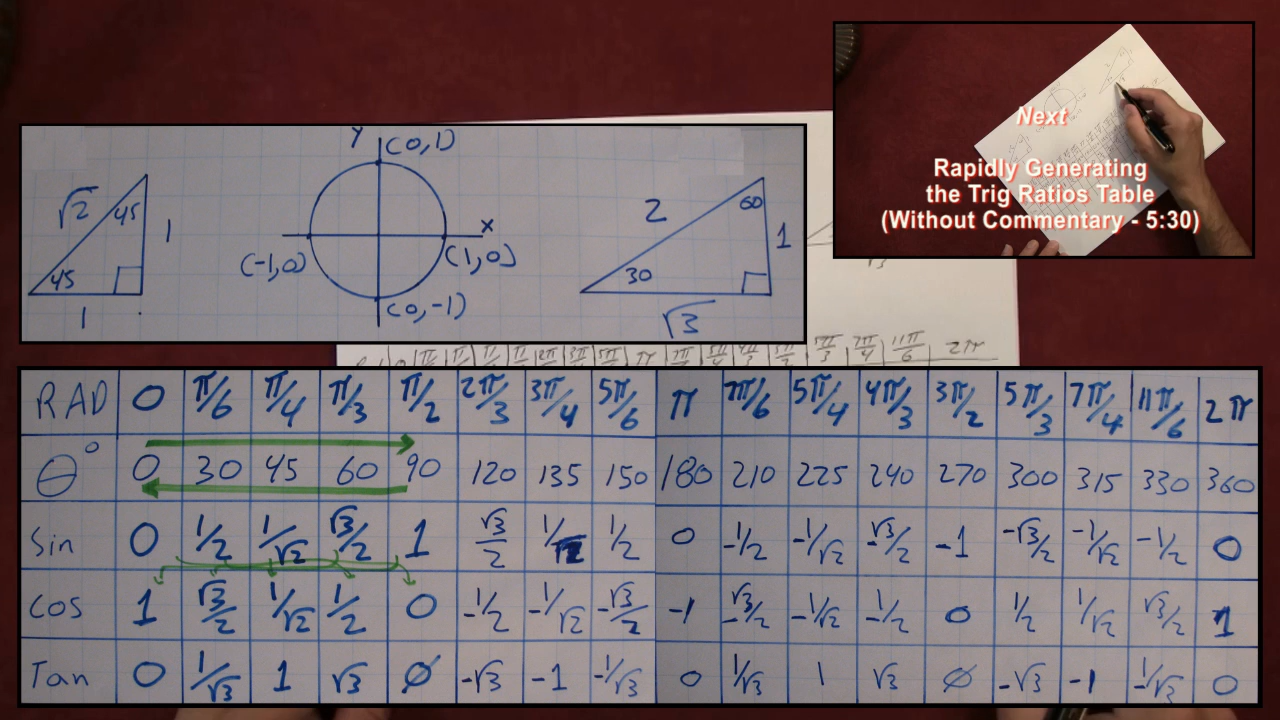 Next
Rapidly Generating
the Trig Ratios Table
(Without Commentary - 5:30)
√2 45 45 1 1
y (0,1)
x
(-1,0) (1,0)
(0,-1)
2 60 30 1 √3
5π/3 7π/4 11π/6 2π
RAD 0 π/6 π/4 π/3 π/2 2π/3 3π/4 5π/6 π 7π/6 5π/4 4π/3 3π/2 5π/3 7π/4 11π/6 2π
θ° 0 30 45 60 90 120 135 150 180 210 225 240 270 300 315 330 360
Sin 0 1/2 1/√2 √3/2 1 √3/2 1/√2 1/2 0 -1/2 -1/√2 -√3/2 -1 -√3/2 -1/√2 -1/2 0
COS 1 √3/2 1/√2 1/2 0 -1/2 -1/√2 -√3/2 -1 -√3/2 -1/√2 -1/2 0 1/2 1/√2 √3/2 1
Tan 0 1/√3 1 √3 Ø -√3 -1 -1/√3 0 1/√3 1 √3 Ø -√3 -1 1/-√3 0